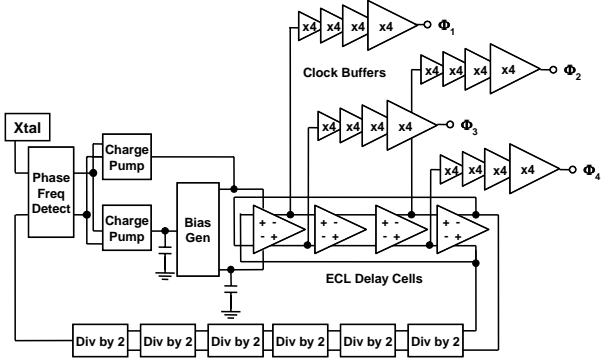 x4 x4 x4 x4 Φ1
Clock Buffers
x4 x4 x4 x4 Φ2
x4 x4 x4 x4 Φ3
x4 x4 x4 x4 Φ4
Xtal
Phase
Freq
Detect
Charge
Pump
Charge
Pump
Bias
Gen
+ - + - + - + -
- + - + - + - +
ECL Delay Cells
Div by 2 Div by 2 Div by 2 Div by 2 Div by 2 Div by 2